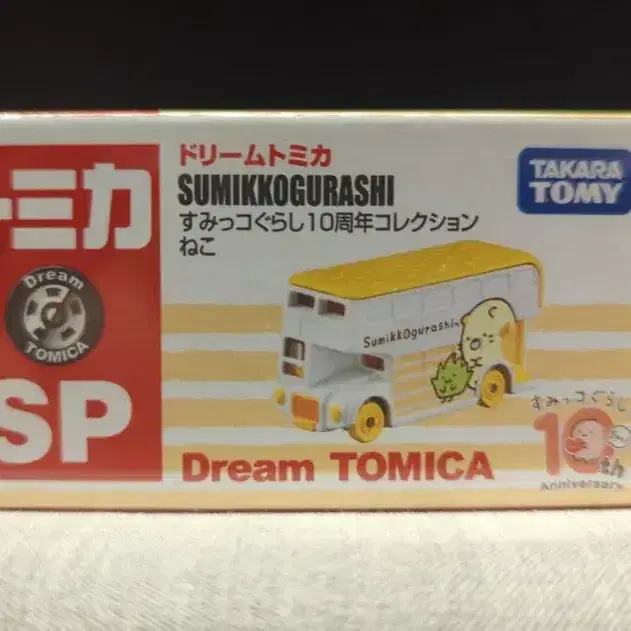 トミカ
Dream
TOMICA
SP
ドリームトミカ
SUMIKKOGURASHI
すみっコぐらし10周年コレクション
ねこ
TAKARA
TOMY
Sumikkogurashi
Dream TOMICA
すみっコぐらし
10th
Anniversary